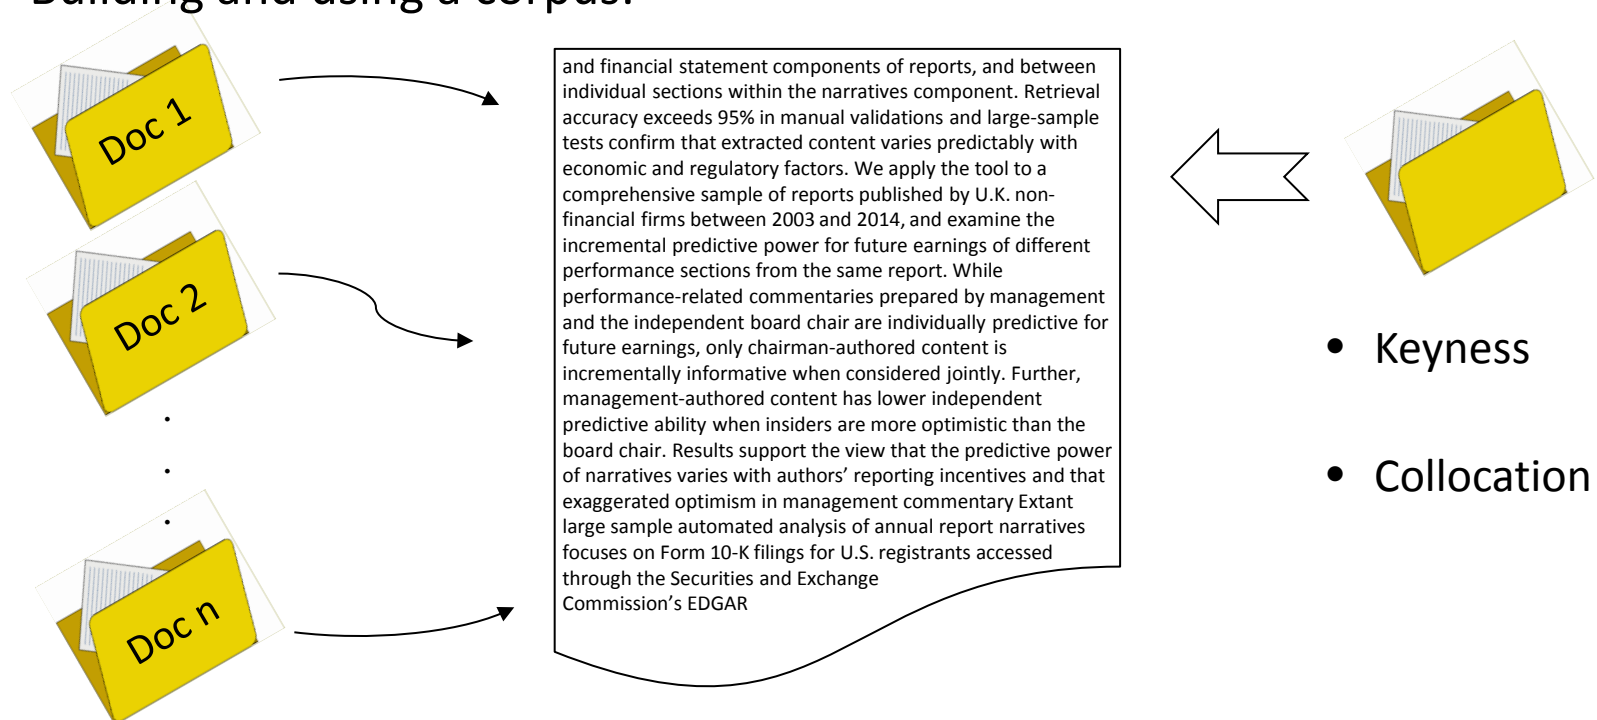 Building and using a corpus:
Doc 1
Doc 2
.
.
.
Doc n
and financial statement components of reports, and between
individual sections within the narratives component. Retrieval
accuracy exceeds 95% in manual validations and large-sample
tests confirm that extracted content varies predictably with
economic and regulatory factors. We apply the tool to a
comprehensive sample of reports published by U.K. non-
financial firms between 2003 and 2014, and examine the
incremental predictive power for future earnings of different
performance sections from the same report. While
performance-related commentaries prepared by management
and the independent board chair are individually predictive for
future earnings, only chairman-authored content is
incrementally informative when considered jointly. Further,
management-authored content has lower independent
predictive ability when insiders are more optimistic than the
board chair. Results support the view that the predictive power
of narratives varies with authors’ reporting incentives and that
exaggerated optimism in management commentary Extant
large sample automated analysis of annual report narratives
focuses on Form 10-K filings for U.S. registrants accessed
through the Securities and Exchange
Commission’s EDGAR
• Keyness
• Collocation